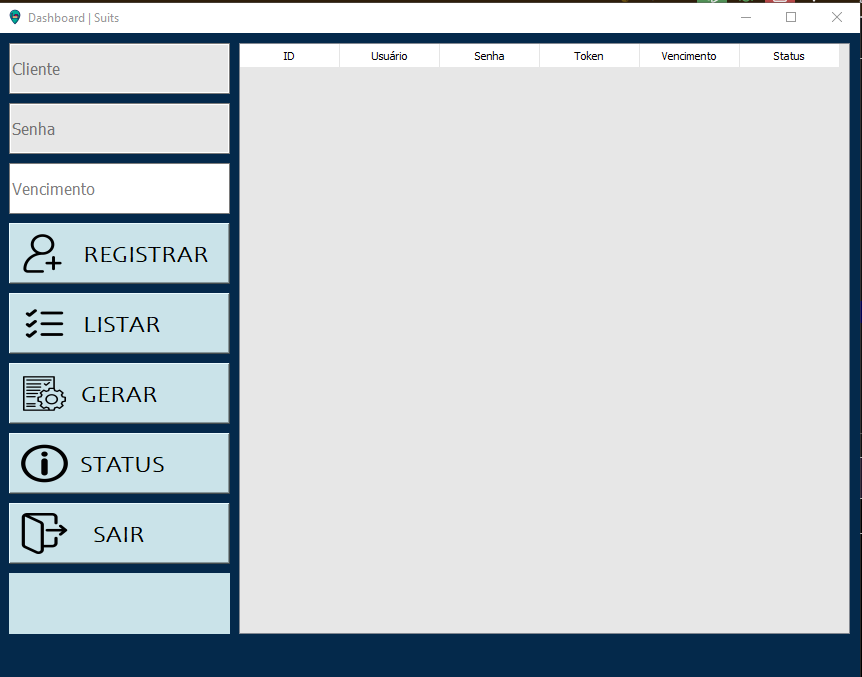 Dashboard | Suits
Cliente
Senha
Vencimento
REGISTRAR
LISTAR
GERAR
STATUS
SAIR
ID Usuário Senha Token Vencimento Status